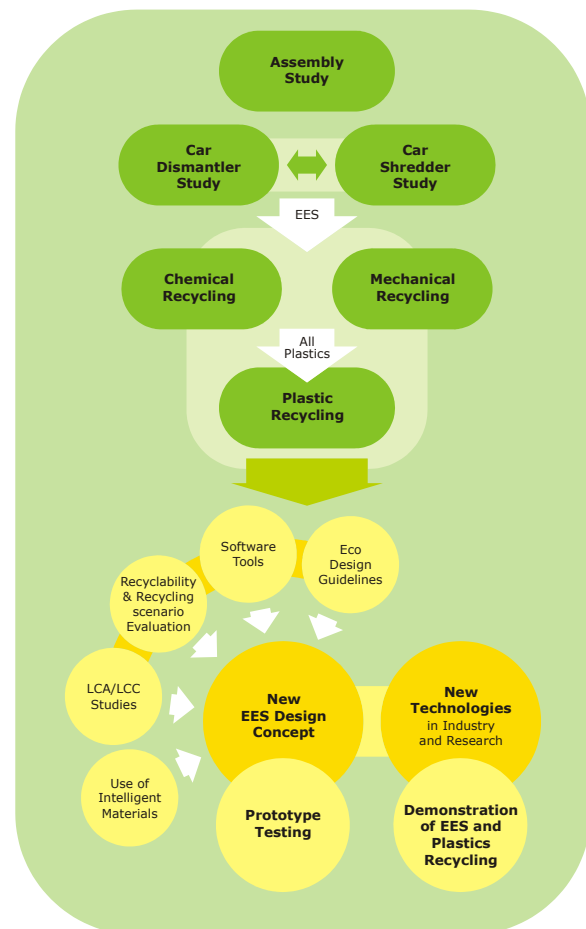 Assembly
Study
Car
Dismantler
Study
Car
Shredder
Study
EES
Chemical
Recycling
Mechanical
Recycling
All
Plastics
Plastic
Recycling
Software
Tools
Eco
Design
Guidelines
Recyclability
& Recycling
scenario
Evaluation
LCA/LCC
Studies
New
EES Design
Concept
New
Technologies
in Industry
and Research
Use of
Intelligent
Materials
Prototype
Testing
Demonstration
of EES and
Plastics
Recycling